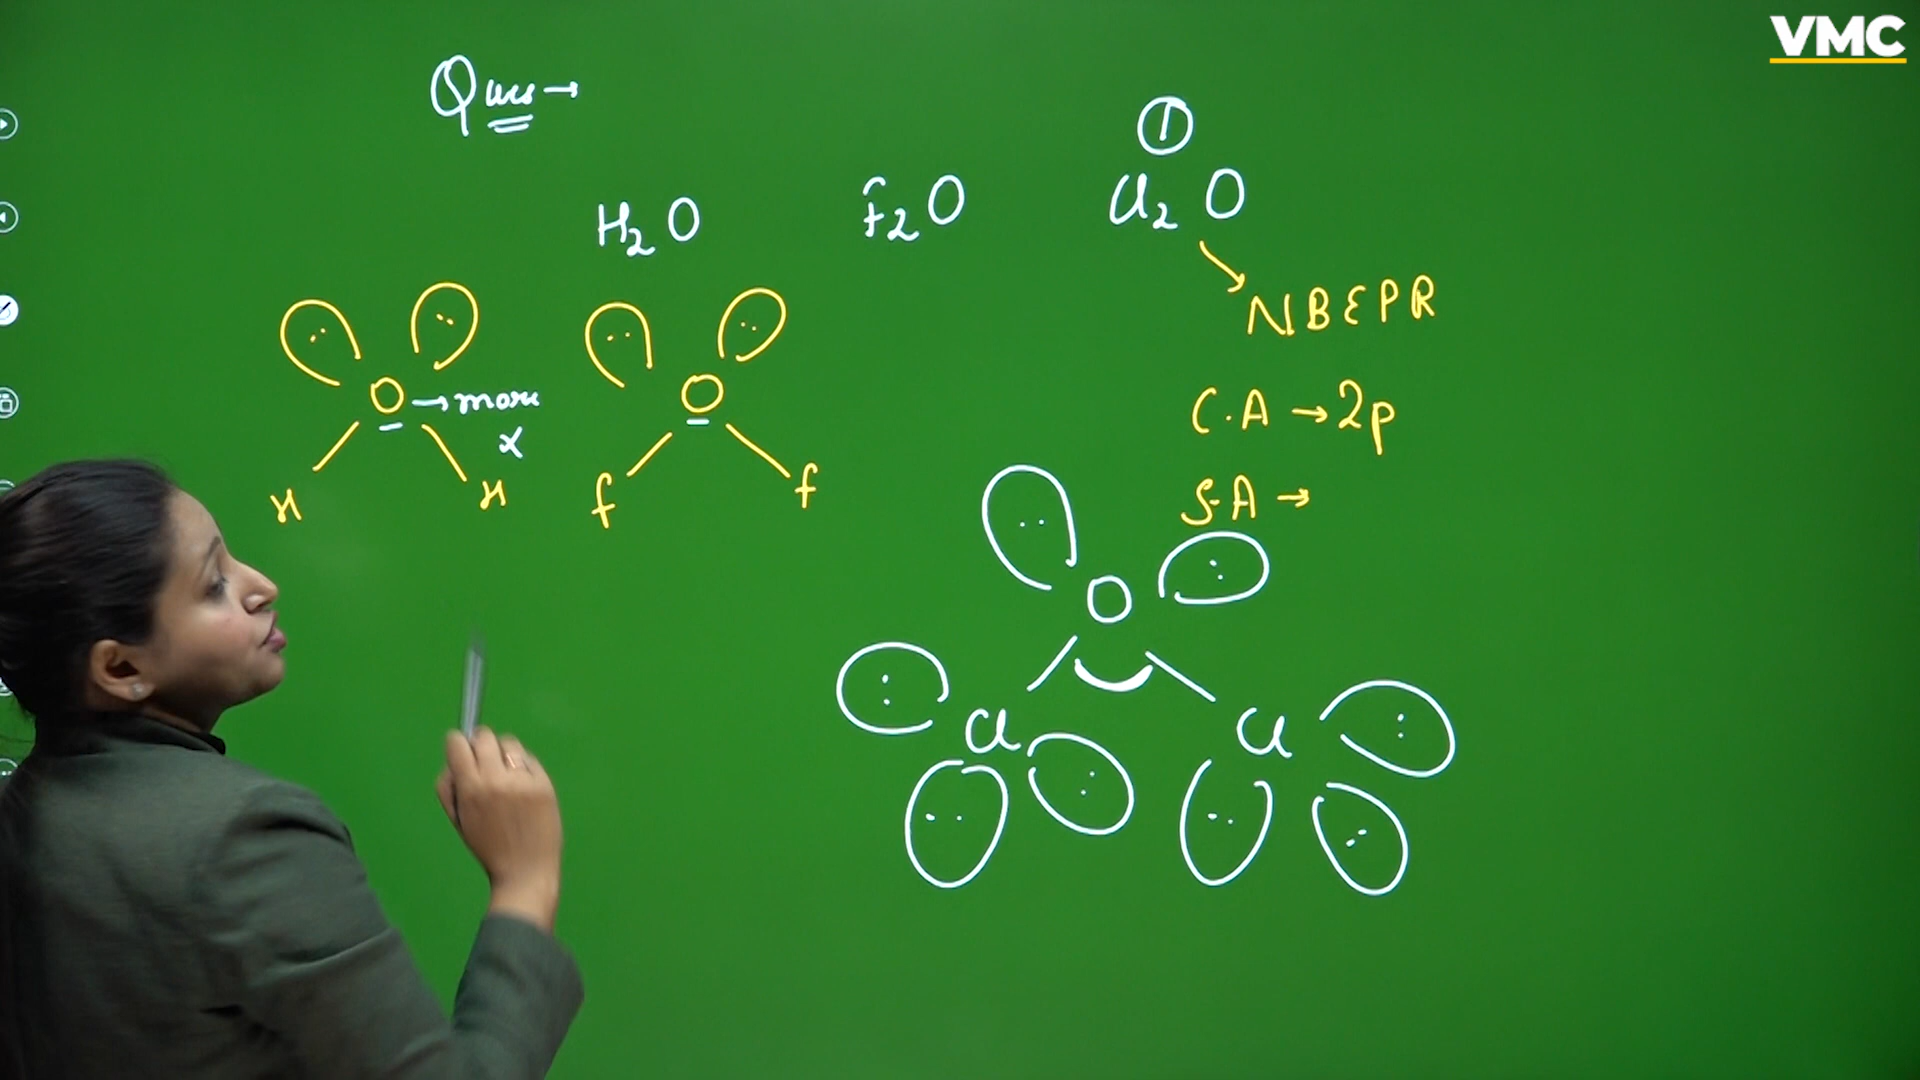 VMC
Ques →
①
H₂O F₂O Cl₂O
NBEPR
O → more
x
H H
O
F F
C.A → 2p
S.A →
O
Cl Cl